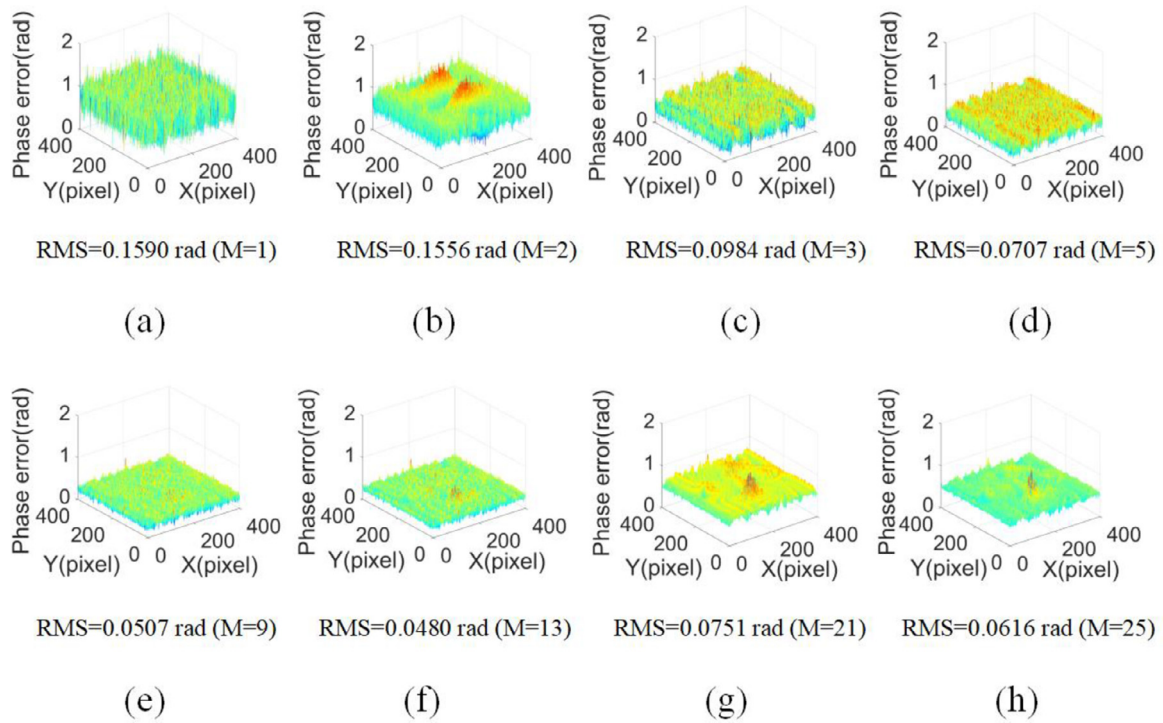 Phase error(rad)
2
1
0
400
200
0
Y(pixel)
0
200
400
X(pixel)
RMS=0.1590 rad (M=1)
(a)
Phase error(rad)
2
1
0
400
200
0
Y(pixel)
0
200
400
X(pixel)
RMS=0.1556 rad (M=2)
(b)
Phase error(rad)
2
1
0
400
200
0
Y(pixel)
0
200
400
X(pixel)
RMS=0.0984 rad (M=3)
(c)
Phase error(rad)
2
1
0
400
200
0
Y(pixel)
0
200
400
X(pixel)
RMS=0.0707 rad (M=5)
(d)
Phase error(rad)
2
1
0
400
200
0
Y(pixel)
0
200
400
X(pixel)
RMS=0.0507 rad (M=9)
(e)
Phase error(rad)
2
1
0
400
200
0
Y(pixel)
0
200
400
X(pixel)
RMS=0.0480 rad (M=13)
(f)
Phase error(rad)
2
1
0
400
200
0
Y(pixel)
0
200
400
X(pixel)
RMS=0.0751 rad (M=21)
(g)
Phase error(rad)
2
1
0
400
200
0
Y(pixel)
0
200
400
X(pixel)
RMS=0.0616 rad (M=25)
(h)